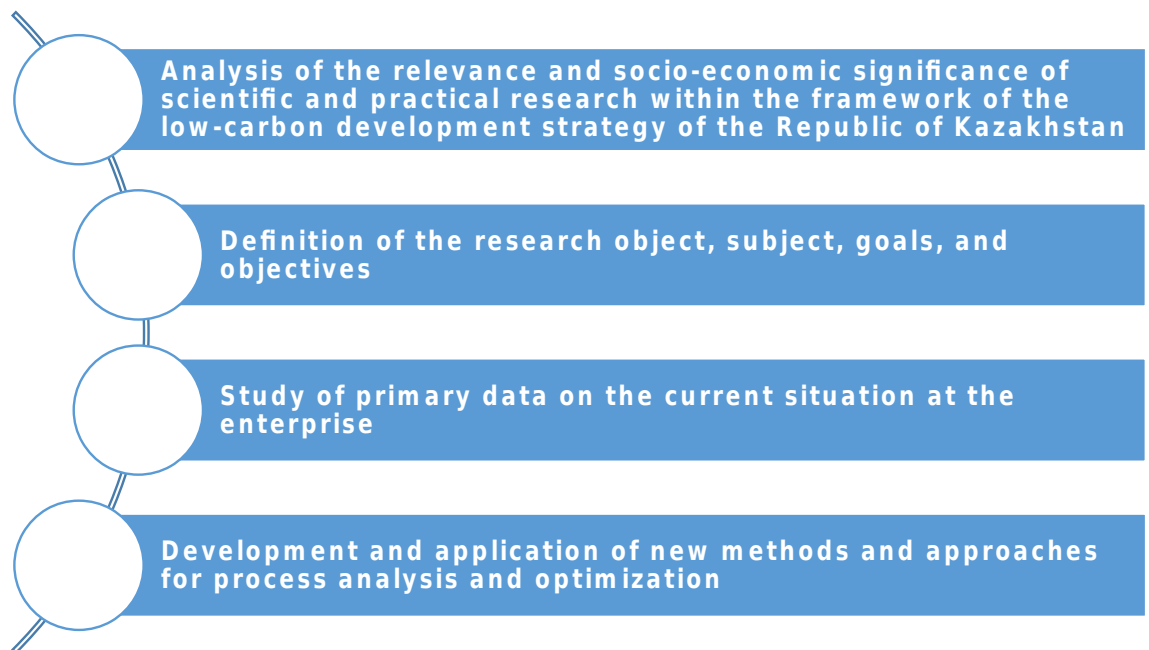 Analysis of the relevance and socio-economic significance of
scientific and practical research within the framework of the
low-carbon development strategy of the Republic of Kazakhstan
Definition of the research object, subject, goals, and
objectives
Study of primary data on the current situation at the
enterprise
Development and application of new methods and approaches
for process analysis and optimization